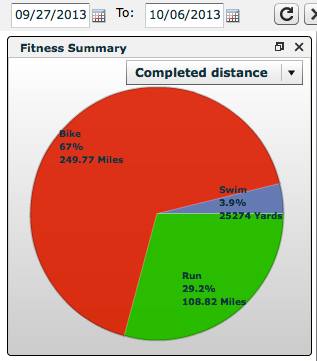 09/27/2013 To: 10/06/2013
Fitness Summary
Completed distance
Bike
67%
249.77 Miles
Swim
3.9%
25274 Yards
Run
29.2%
108.82 Miles